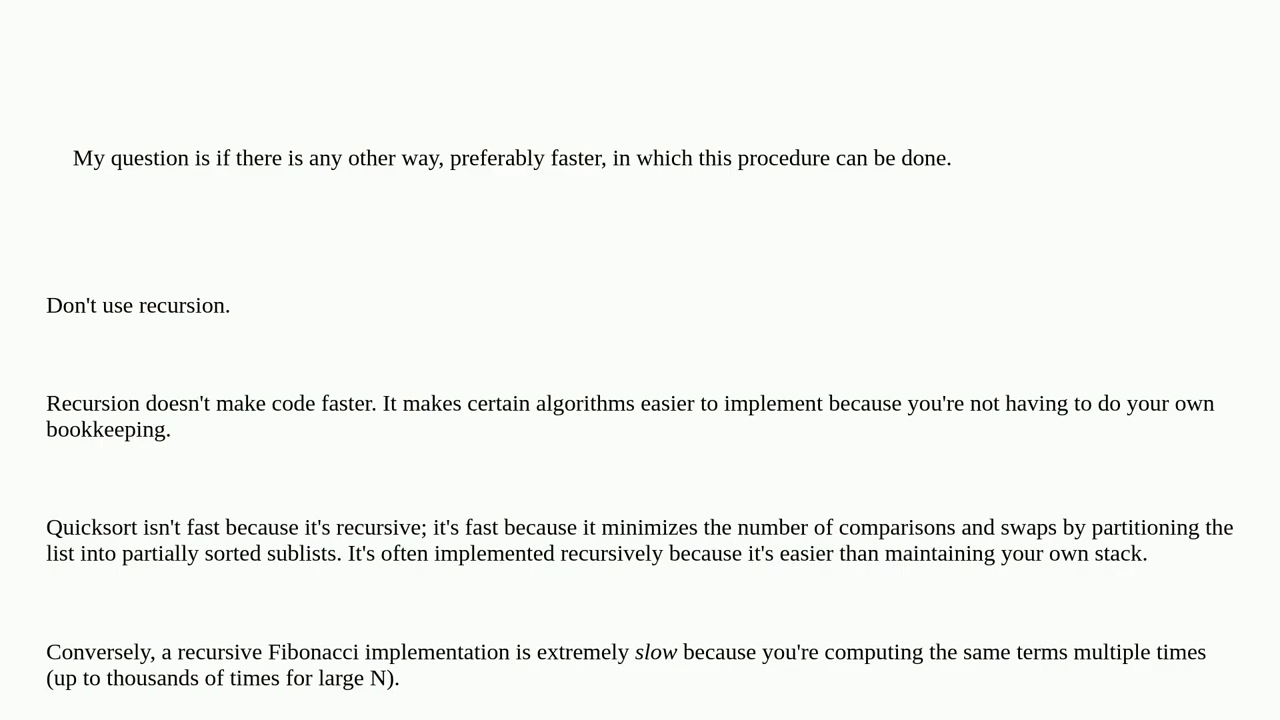 My question is if there is any other way, preferably faster, in which this procedure can be done.
Don't use recursion.
Recursion doesn't make code faster. It makes certain algorithms easier to implement because you're not having to do your own
bookkeeping.
Quicksort isn't fast because it's recursive; it's fast because it minimizes the number of comparisons and swaps by partitioning the
list into partially sorted sublists. It's often implemented recursively because it's easier than maintaining your own stack.
Conversely, a recursive Fibonacci implementation is extremely slow because you're computing the same terms multiple times
(up to thousands of times for large N).